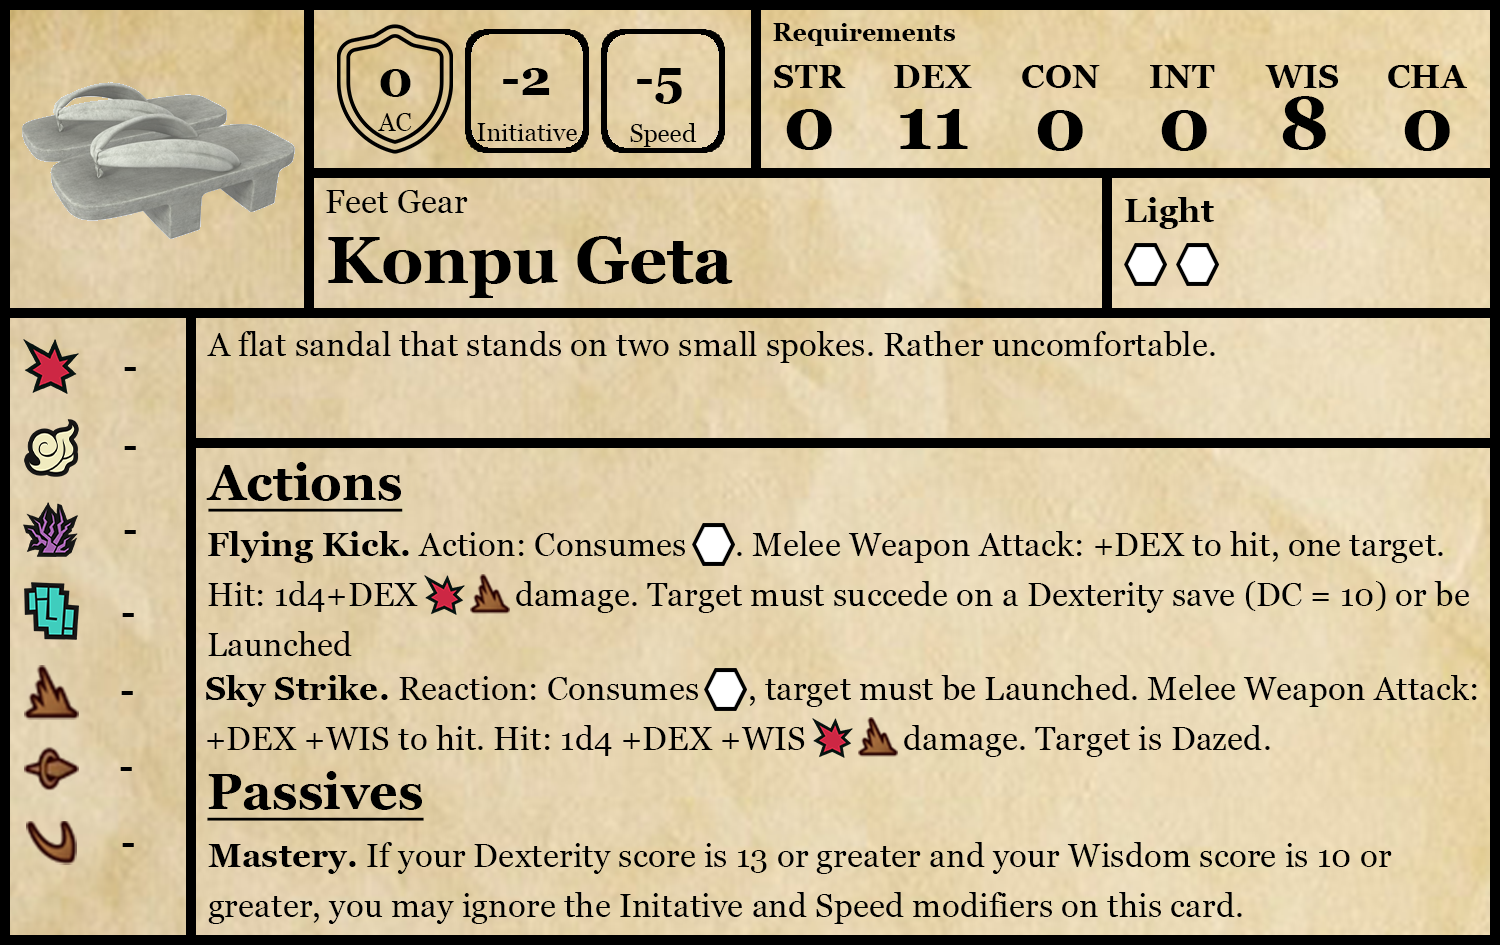 0
AC
-2
Initiative
-5
Speed
Requirements
STR DEX CON INT WIS CHA
0 11 0 0 8 0
Feet Gear
Konpu Geta
Light
-
-
-
-
-
-
-
A flat sandal that stands on two small spokes. Rather uncomfortable.
Actions
Flying Kick. Action: Consumes . Melee Weapon Attack: +DEX to hit, one target.
Hit: 1d4+DEX damage. Target must succede on a Dexterity save (DC = 10) or be
Launched
Sky Strike. Reaction: Consumes , target must be Launched. Melee Weapon Attack:
+DEX +WIS to hit. Hit: 1d4 +DEX +WIS damage. Target is Dazed.
Passives
Mastery. If your Dexterity score is 13 or greater and your Wisdom score is 10 or
greater, you may ignore the Initative and Speed modifiers on this card.